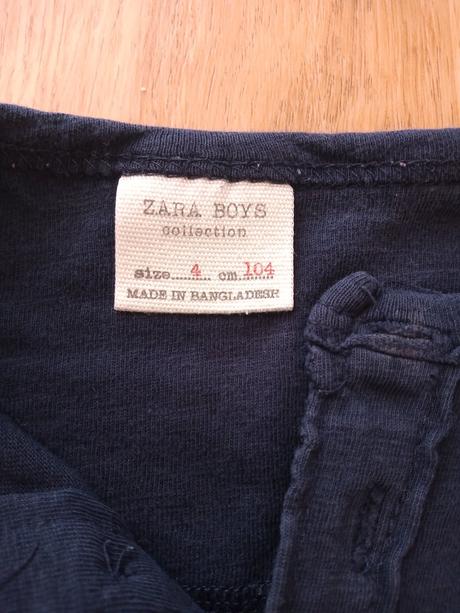 ZARA BOYS
collection
size......4.... cm.104
MADE IN BANGLADESH